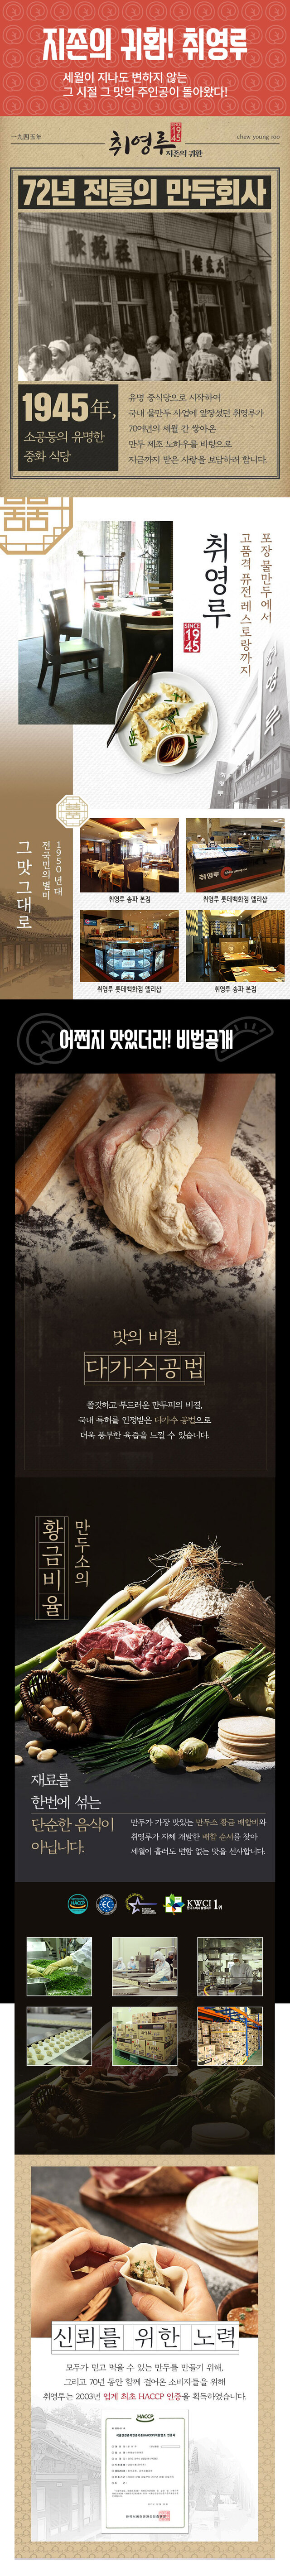 지존의 귀환! 취영루
세월이 지나도 변하지 않는
그 시절 그 맛의 주인공이 돌아왔다!
一九四五年
취영루
1945
지존의 귀환
chew young roo
72년 전통의 만두회사
1945年,
소공동의 유명한
중화 식당
유명 중식당으로 시작하여
국내 물만두 사업에 앞장섰던 취영루가
70여년의 세월 간 쌓아온
만두 제조 노하우를 바탕으로
지금까지 받은 사랑을 보답하려 합니다.
포장 물만두에서
고품격 퓨전레스토랑까지
취영루
SINCE
1945
취영루
1950년대
전국민의 별미
그 맛 그대로
취영루 송파 본점
취영루 롯데백화점 델리샵
취영루 롯데백화점 델리샵
취영루 송파 본점
어쩐지 맛있더라! 비법공개
맛의 비결,
다가수공법
쫄깃하고 부드러운 만두피의 비결,
국내 특허를 인정받은 다가수 공법으로
더욱 풍부한 육즙을 느낄 수 있습니다.
만두소의
황금비율
재료를
한번에 섞는
단순한 음식이
아닙니다.
만두가 가장 맛있는 만두소 황금 배합비와
취영루가 자체 개발한 배합 순서를 찾아
세월이 흘러도 변함 없는 맛을 선사합니다.
HACCP
EC
KWCI 1위
신뢰를 위한 노력
모두가 믿고 먹을 수 있는 만두를 만들기 위해,
그리고 70년 동안 함께 걸어온 소비자들을 위해
취영루는 2003년 업계 최초 HACCP 인증을 획득하였습니다.
HACCP